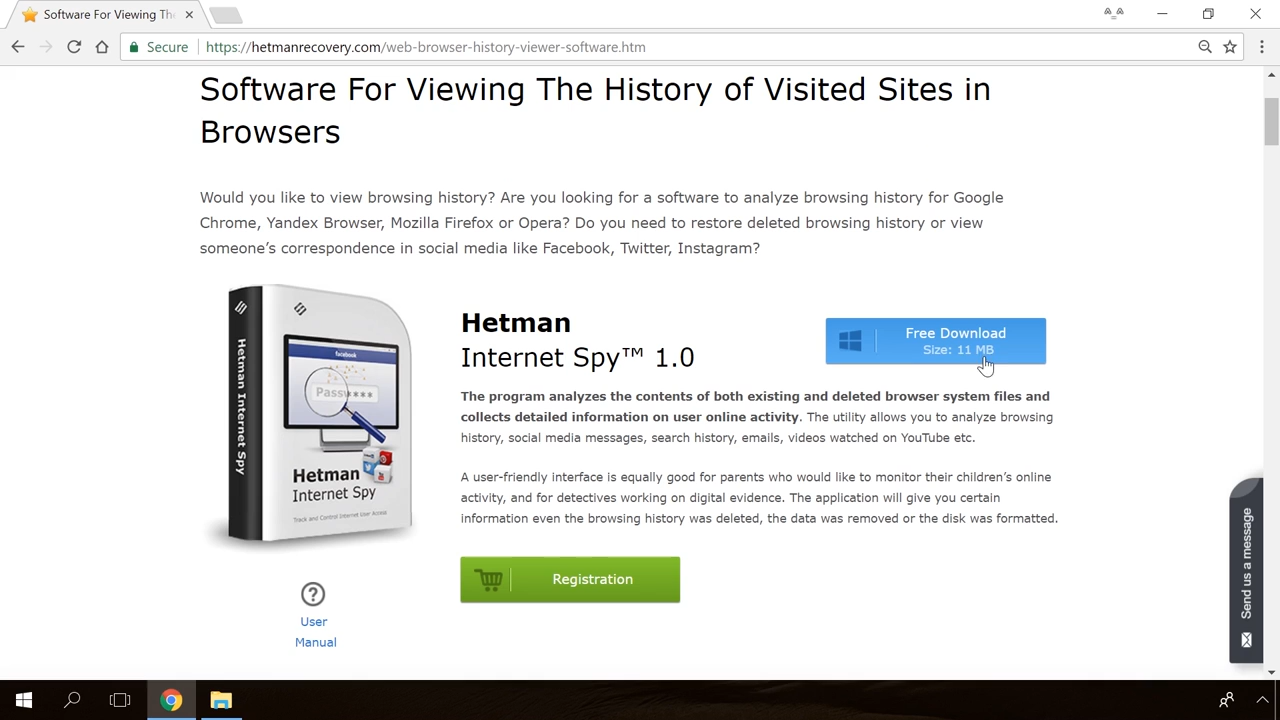 Software For Viewing Th
Secure
https://hetmanrecovery.com/web-browser-history-viewer-software.htm
Software For Viewing The History of Visited Sites in
Browsers
Would you like to view browsing history? Are you looking for a software to analyze browsing history for Google
Chrome, Yandex Browser, Mozilla Firefox or Opera? Do you need to restore deleted browsing history or view
someone’s correspondence in social media like Facebook, Twitter, Instagram?
Hetman Internet Spy
facebook
Passw***
Hetman
Internet Spy
Track and Control Internet User Access
Hetman
Internet Spy™ 1.0
Free Download
Size: 11 MB
The program analyzes the contents of both existing and deleted browser system files and
collects detailed information on user online activity. The utility allows you to analyze browsing
history, social media messages, search history, emails, videos watched on YouTube etc.
A user-friendly interface is equally good for parents who would like to monitor their children’s online
activity, and for detectives working on digital evidence. The application will give you certain
information even the browsing history was deleted, the data was removed or the disk was formatted.
Registration
User
Manual
Send us a message